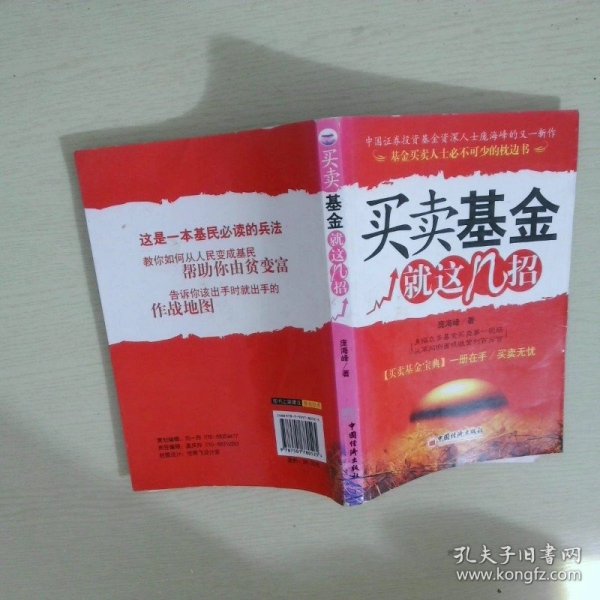 这是一本基民必读的兵法
教你如何从人民变成基民
帮助你由贫变富
告诉你该出手时就出手的
作战地图
买卖基金
就这几招
庞海峰/著
中国证券投资基金资深人士庞海峰的又一新作
基金买卖人士必不可少的枕边书
买卖基金
就这几招
庞海峰 著
【买卖基金宝典】一册在手/买卖无忧
中国经济出版社
孔夫子旧书网
www.kongfz.com